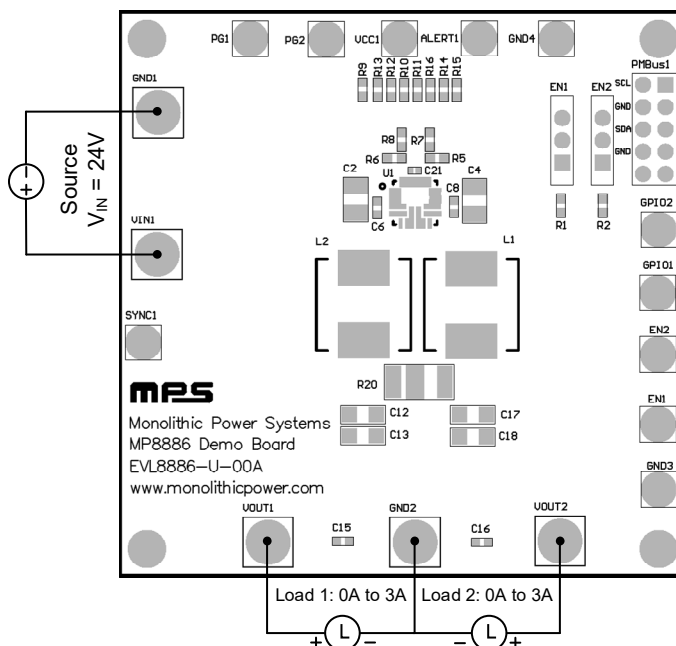 PG1
PG2
VCC1
ALERT1
GND4
PMBus1
GND1
R9
R13
R12
R10
R11
R16
R14
R15
EN1
EN2
SCL
GND
SDA
GND
R8
R7
R6
R5
U1
C21
C2
C4
C6
C8
R1
R2
GPIO2
Source
VIN = 24V
+ -
VIN1
L2
L1
GPIO1
SYNC1
EN2
R20
mps
Monolithic Power Systems
MP8886 Demo Board
EVL8886-U-00A
www.monolithicpower.com
C12
C17
C13
C18
EN1
GND3
VOUT1
GND2
VOUT2
C15
C16
Load 1: 0A to 3A
Load 2: 0A to 3A
+ L -
- L +